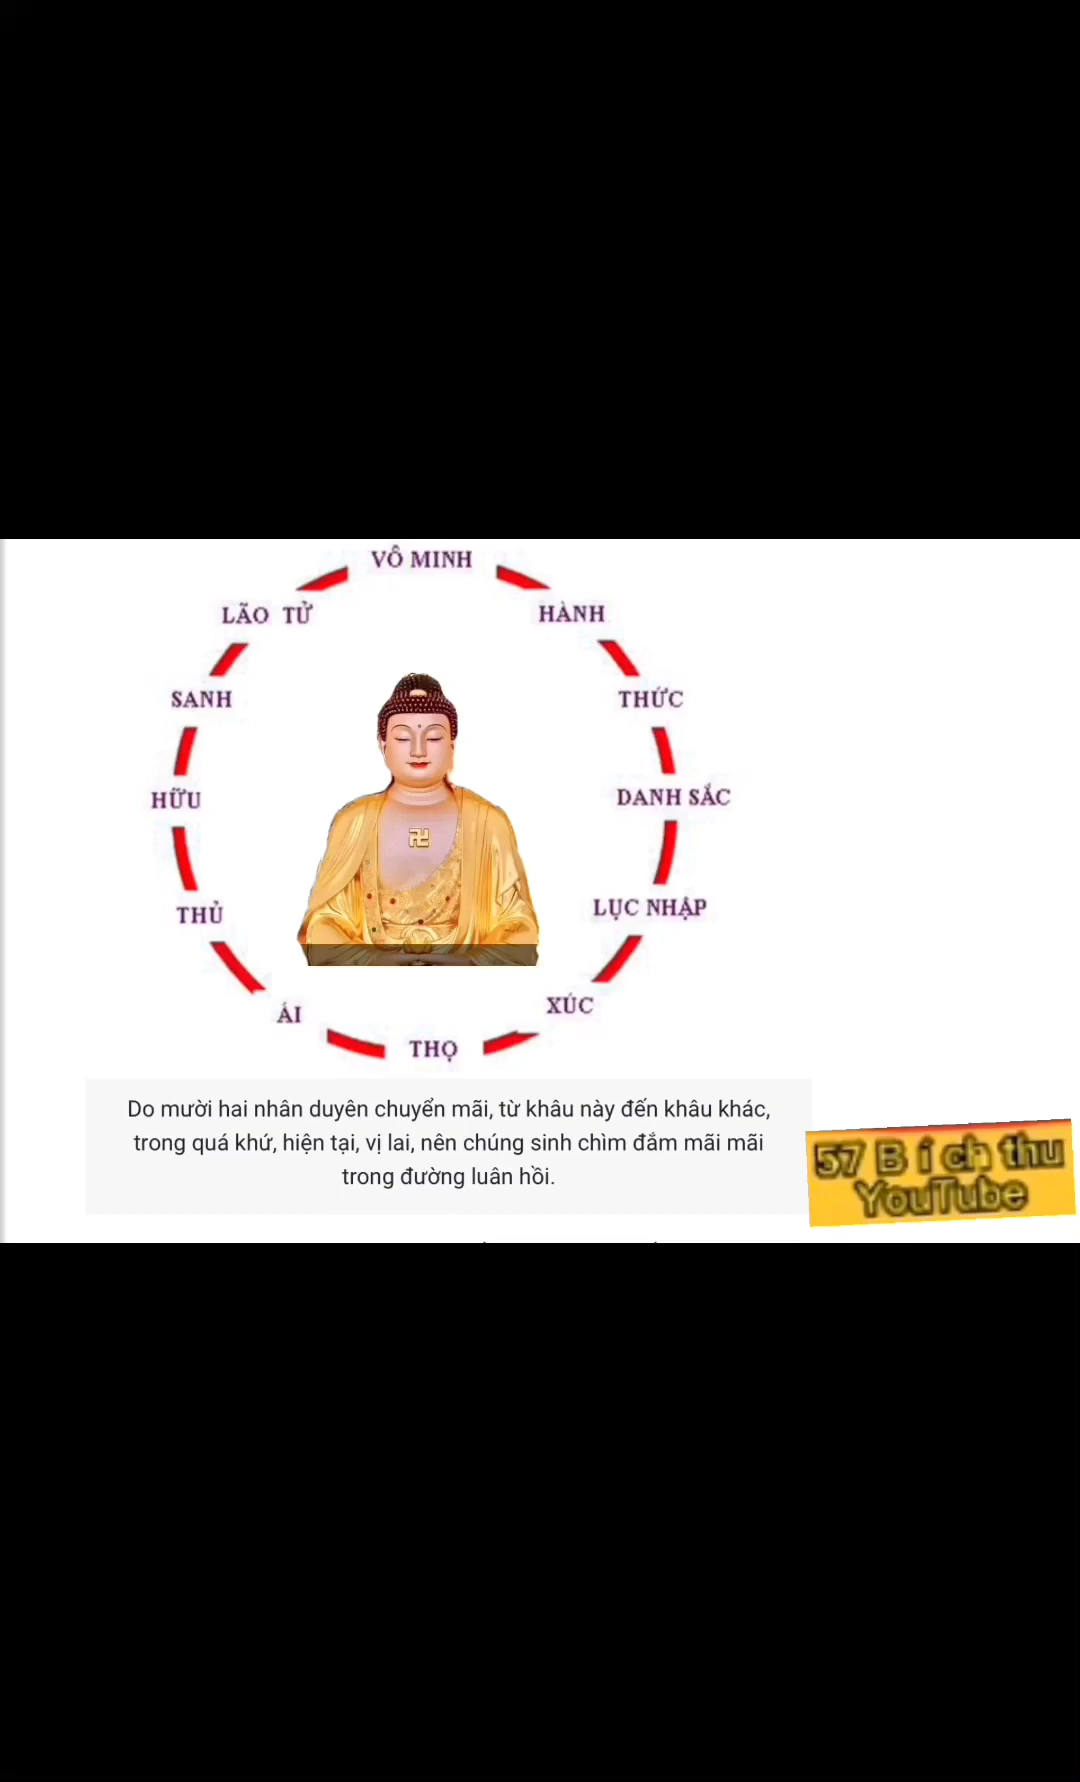 VÔ MINH
LÃO TỬ
HÀNH
SANH
THỨC
HỮU
DANH SẮC
THỦ
LỤC NHẬP
ÁI
XÚC
THỌ
Do mười hai nhân duyên chuyển mãi, từ khâu này đến khâu khác,
trong quá khứ, hiện tại, vị lai, nên chúng sinh chìm đắm mãi mãi
trong đường luân hồi.
57 B í ch thu
YouTube